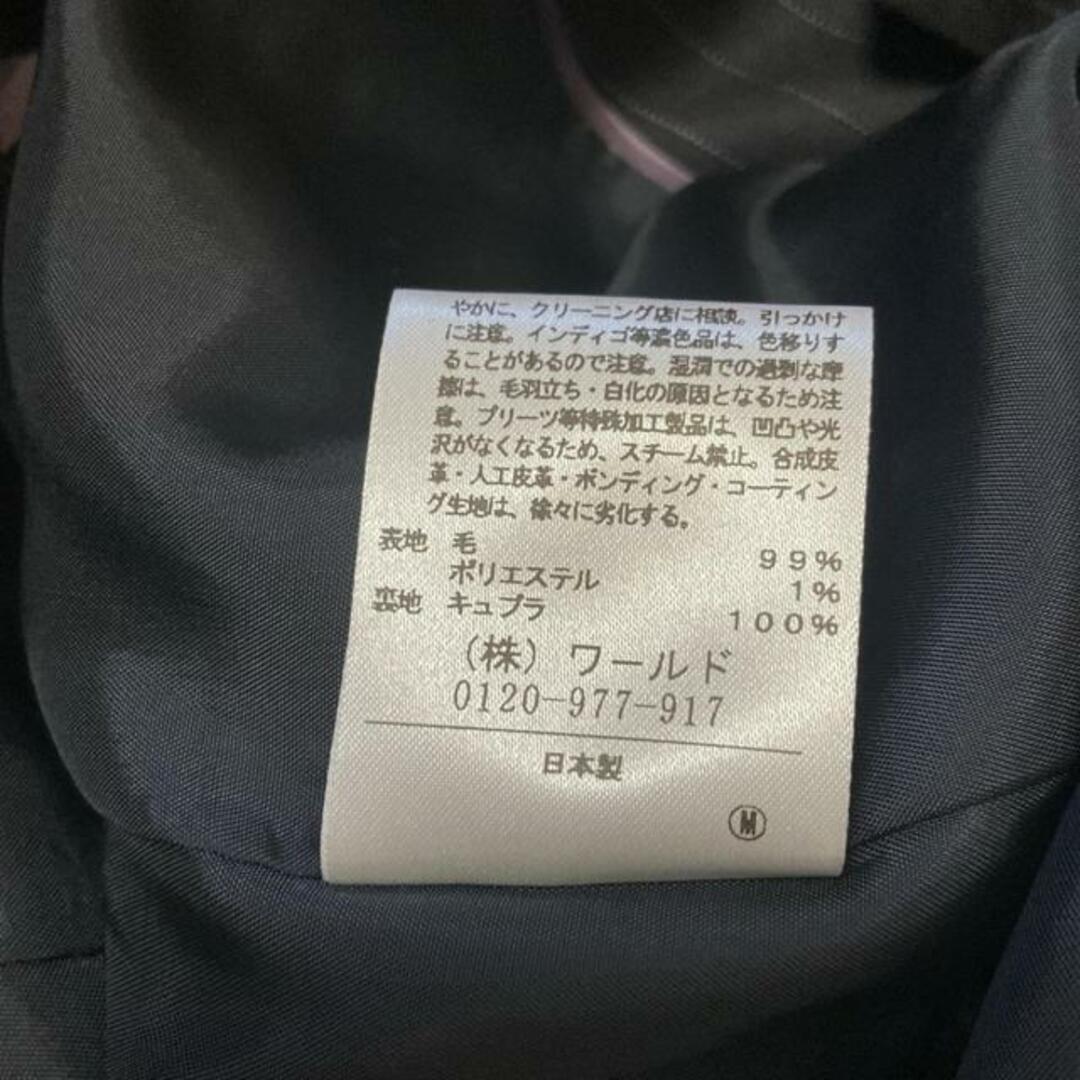 やかに、クリーニング店に相談。引っかけ
に注意。インディゴ等濃色品は、色移りす
ることがあるので注意。湿潤での過剰な摩
擦は、毛羽立ち・白化の原因となるため注
意。プリーツ等特殊加工製品は、凹凸や光
沢がなくなるため、スチーム禁止。合成皮
革・人工皮革・ボンディング・コーティン
グ生地は、徐々に劣化する。
表地 毛 99%
ポリエステル 1%
裏地 キュプラ 100%
(株) ワールド
0120-977-917
日本製
Ⓜ